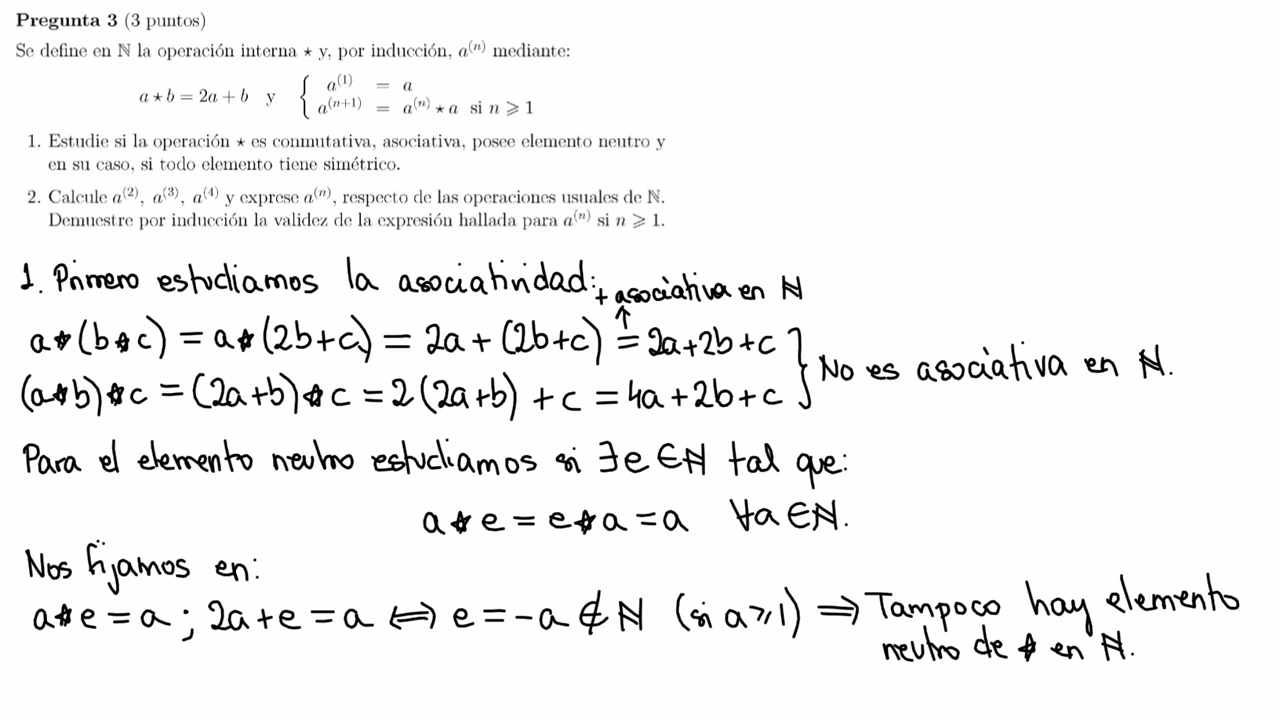 Pregunta 3 (3 puntos)
Se define en ℕ la operación interna ⋆ y, por inducción, a⁽ⁿ⁾ mediante:
a ⋆ b = 2a + b y { a⁽¹⁾ = a
a⁽ⁿ⁺¹⁾ = a⁽ⁿ⁾ ⋆ a si n ⩾ 1
1. Estudie si la operación ⋆ es conmutativa, asociativa, posee elemento neutro y
en su caso, si todo elemento tiene simétrico.
2. Calcule a⁽²⁾, a⁽³⁾, a⁽⁴⁾ y exprese a⁽ⁿ⁾, respecto de las operaciones usuales de ℕ.
Demuestre por inducción la validez de la expresión hallada para a⁽ⁿ⁾ si n ⩾ 1.
1. Primero estudiamos la asociatividad:
+ asociativa en ℕ
↑
a⋆(b⋆c) = a⋆(2b+c) = 2a+(2b+c) = 2a+2b+c
(a⋆b)⋆c = (2a+b)⋆c = 2(2a+b)+c = 4a+2b+c
} No es asociativa en ℕ.
Para el elemento neutro estudiamos si ∃e∈ℕ tal que:
a⋆e = e⋆a = a ∀a∈ℕ.
Nos fijamos en:
a⋆e = a ; 2a+e = a ⇔ e = -a ∉ ℕ (si a⩾1) ⇒ Tampoco hay elemento
neutro de ⋆ en ℕ.